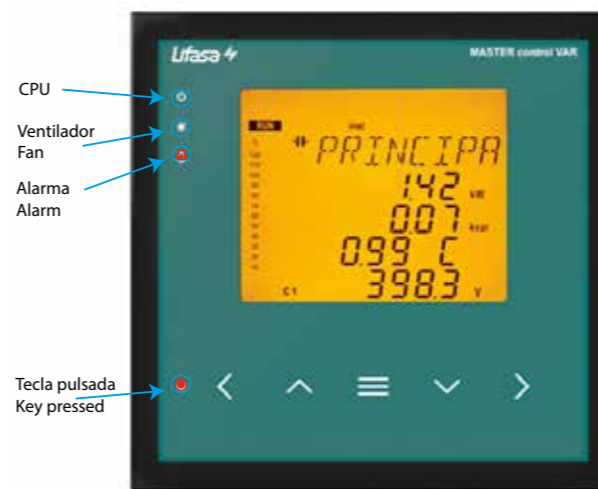 Lifasa
MASTER control VAR
CPU
Ventilador
Fan
Alarma
Alarm
RUN
PRINCIPA
1.42 kW
0.07 kvar
0.99 C
C1 398.3 V
Tecla pulsada
Key pressed